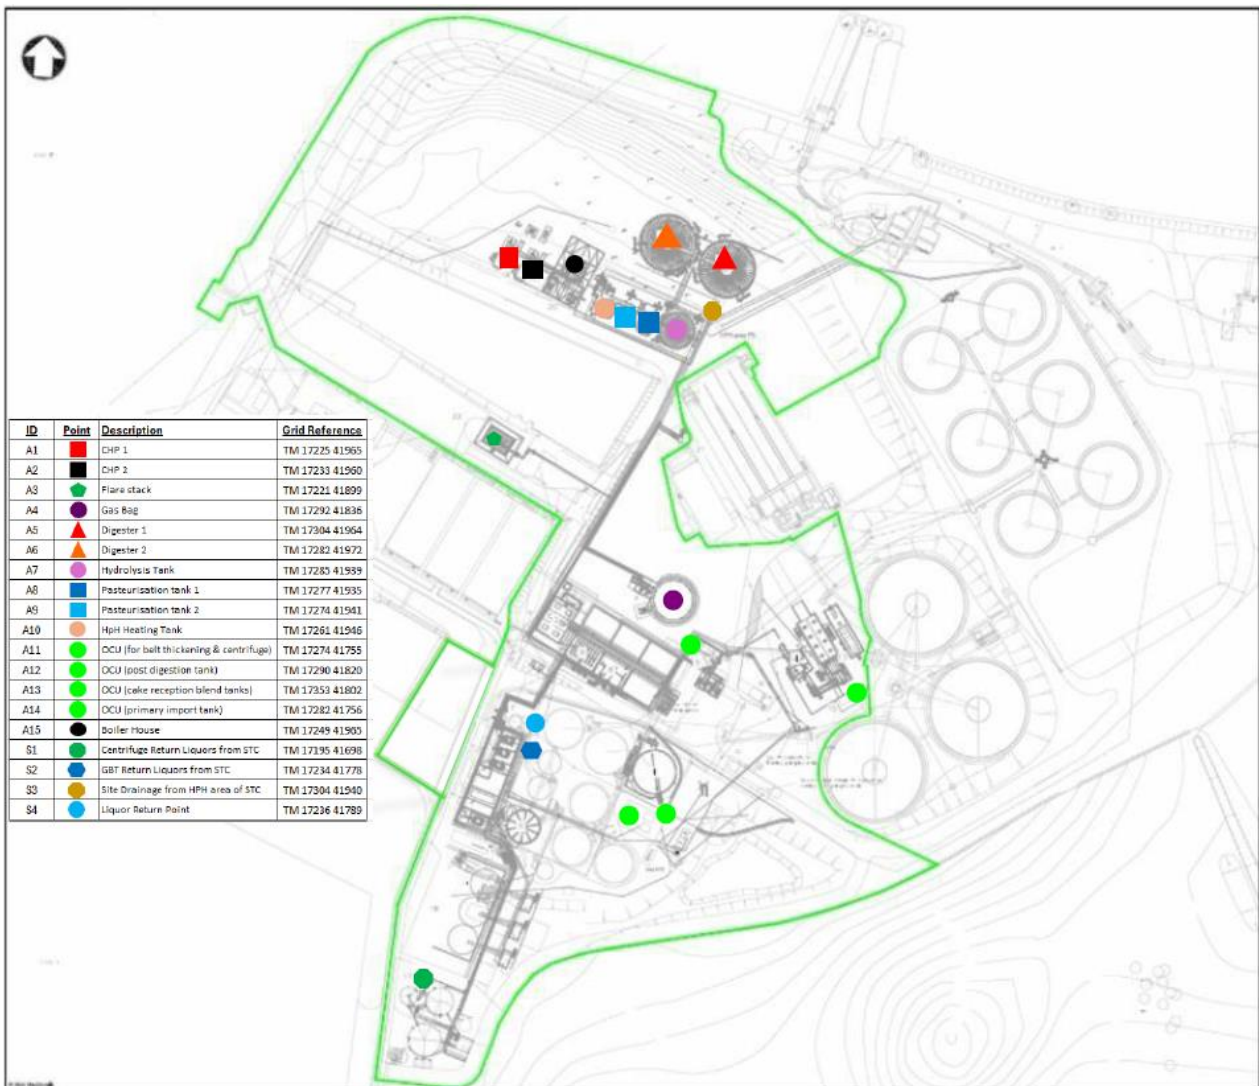 ID Point Description Grid Reference
A1 CHP 1 TM 17225 41965
A2 CHP 2 TM 17233 41960
A3 Flare stack TM 17221 41899
A4 Gas Bag TM 17292 41836
A5 Digester 1 TM 17304 41964
A6 Digester 2 TM 17282 41972
A7 Hydrolysis Tank TM 17285 41939
A8 Pasteurisation tank 1 TM 17277 41935
A9 Pasteurisation tank 2 TM 17274 41941
A10 HpH Heating Tank TM 17261 41946
A11 OCU (for belt thickening & centrifuge) TM 17274 41755
A12 OCU (post digestion tank) TM 17290 41820
A13 OCU (cake reception blend tanks) TM 17353 41802
A14 OCU (primary import tank) TM 17282 41756
A15 Boiler House TM 17249 41965
S1 Centrifuge Return Liquors from STC TM 17195 41698
S2 GBT Return Liquors from STC TM 17234 41778
S3 Site Drainage from HPH area of STC TM 17304 41940
S4 Liquor Return Point TM 17236 41789